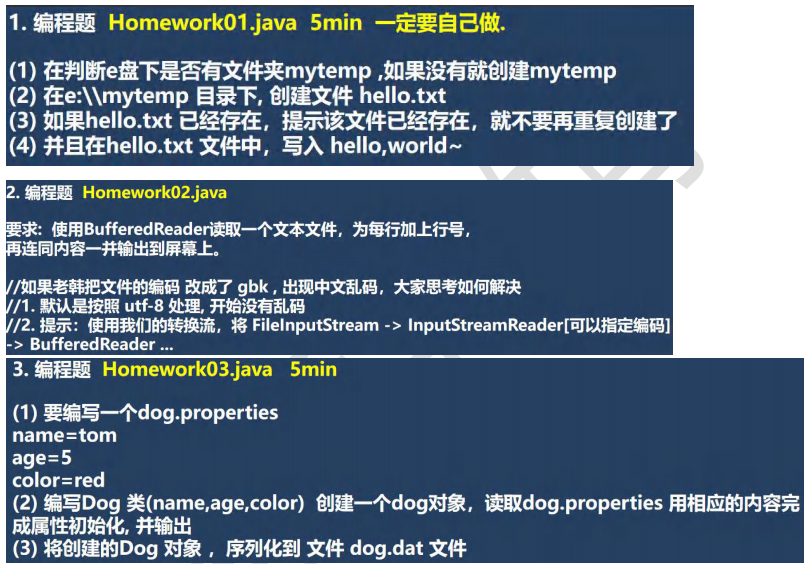 1. 编程题 Homework01.java 5min 一定要自己做.
(1) 在判断e盘下是否有文件夹mytemp ,如果没有就创建mytemp
(2) 在e:\\mytemp 目录下, 创建文件 hello.txt
(3) 如果hello.txt 已经存在，提示该文件已经存在，就不要再重复创建了
(4) 并且在hello.txt 文件中，写入 hello,world~
2. 编程题 Homework02.java
要求: 使用BufferedReader读取一个文本文件，为每行加上行号，
再连同内容一并输出到屏幕上。
//如果老韩把文件的编码 改成了 gbk , 出现中文乱码，大家思考如何解决
//1. 默认是按照 utf-8 处理, 开始没有乱码
//2. 提示：使用我们的转换流，将 FileInputStream -> InputStreamReader[可以指定编码]
-> BufferedReader ...
3. 编程题 Homework03.java 5min
(1) 要编写一个dog.properties
name=tom
age=5
color=red
(2) 编写Dog 类(name,age,color) 创建一个dog对象，读取dog.properties 用相应的内容完
成属性初始化, 并输出
(3) 将创建的Dog 对象 ，序列化到 文件 dog.dat 文件